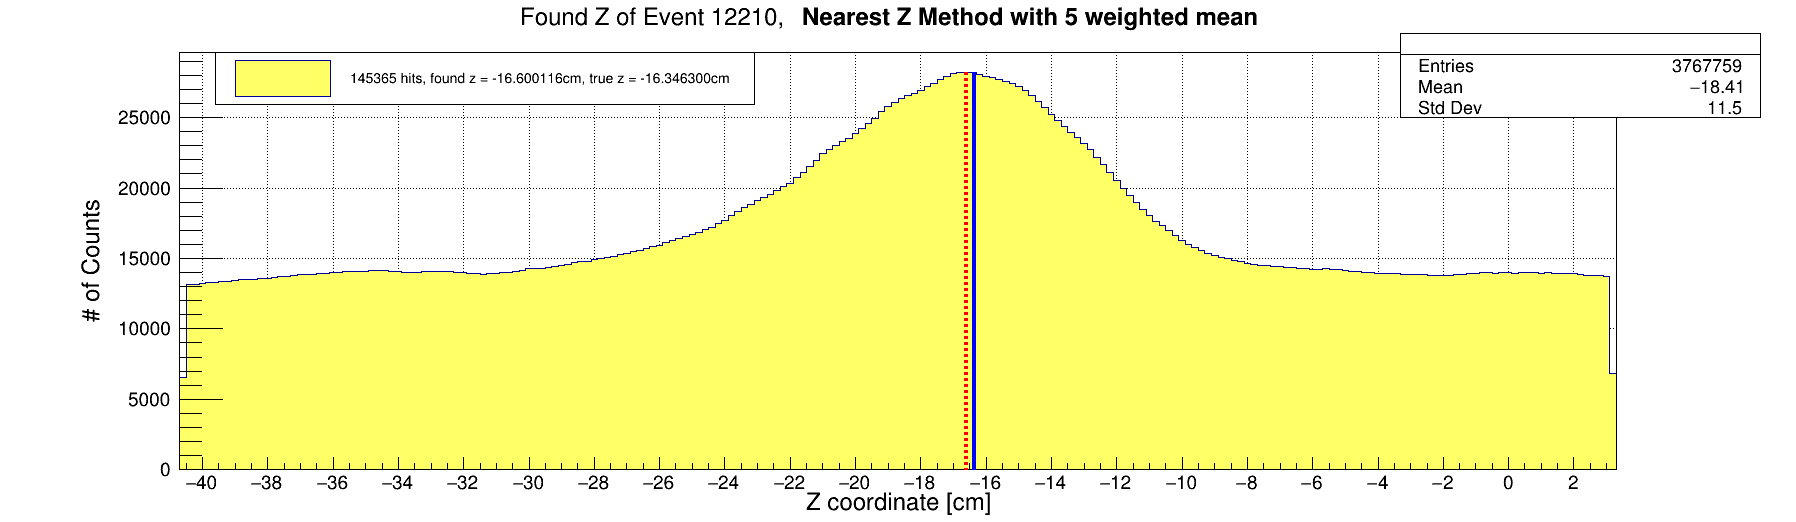 Found Z of Event 12210, Nearest Z Method with 5 weighted mean
145365 hits, found z = -16.600116cm, true z = -16.346300cm
Entries 3767759
Mean −18.41
Std Dev 11.5
# of Counts
25000
20000
15000
10000
5000
0
−40 −38 −36 −34 −32 −30 −28 −26 −24 −22 −20 −18 −16 −14 −12 −10 −8 −6 −4 −2 0 2
Z coordinate [cm]